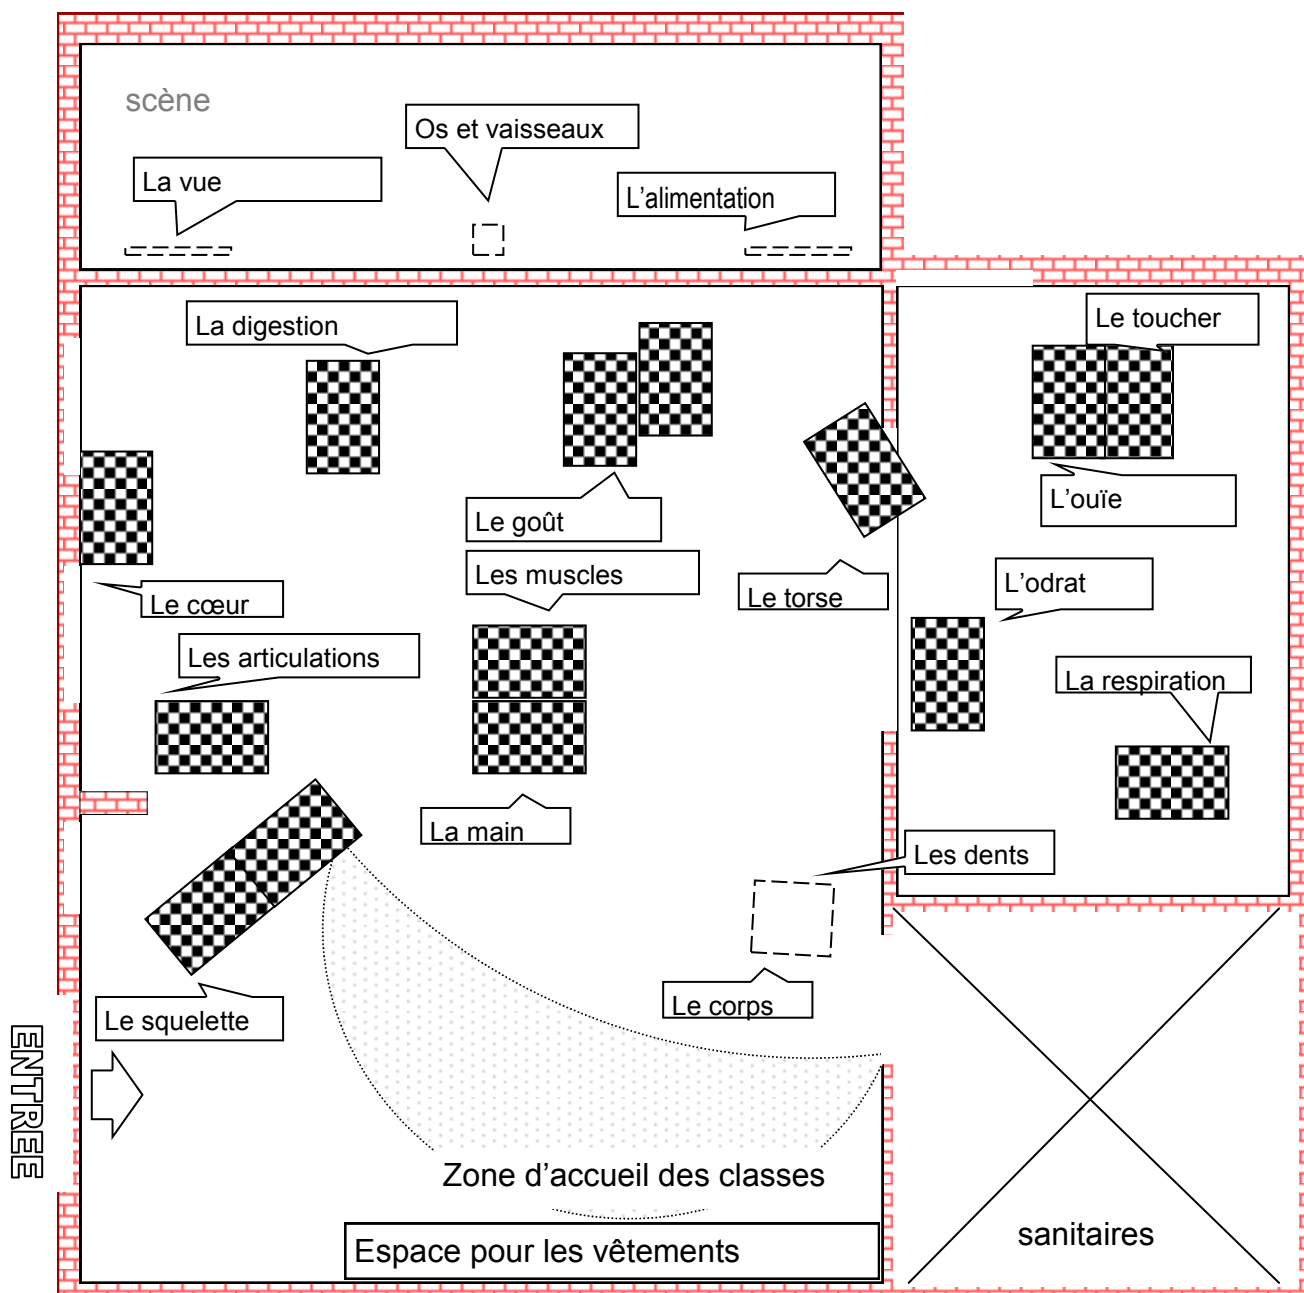 scène
Os et vaisseaux
La vue
L'alimentation
La digestion
Le toucher
Le goût
L'ouïe
Les muscles
Le torse
L'odrat
Le cœur
Les articulations
La respiration
La main
Les dents
Le corps
Le squelette
ENTREE
Zone d'accueil des classes
Espace pour les vêtements
sanitaires